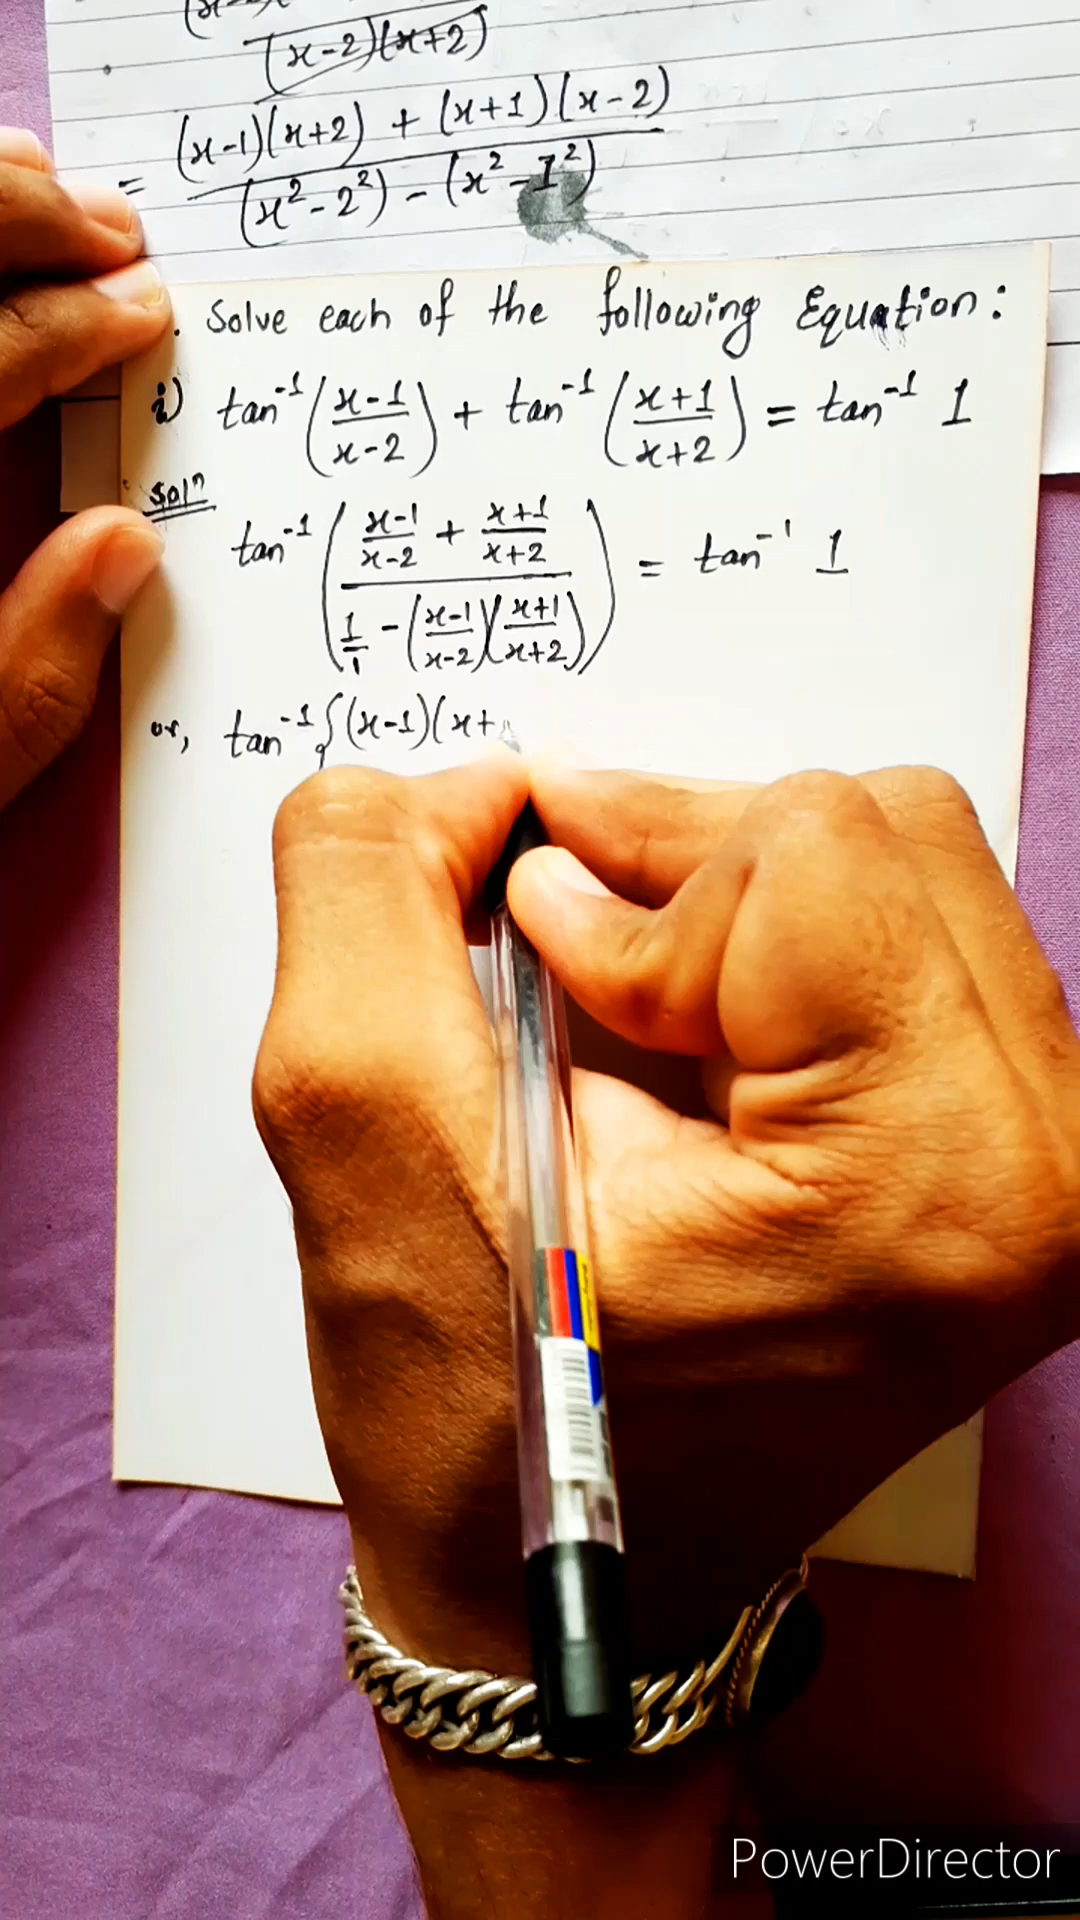 (x-2)(x+2)
= (x-1)(x+2) + (x+1)(x-2)
(x²-2²) - (x²-1²)
. Solve each of the following Equation:
i) tan⁻¹(x-1/x-2) + tan⁻¹(x+1/x+2) = tan⁻¹ 1
Solⁿ
tan⁻¹(x-1/x-2 + x+1/x+2 / 1/1 - (x-1/x-2)(x+1/x+2)) = tan⁻¹ 1
or, tan⁻¹{(x-1)(x+
PowerDirector